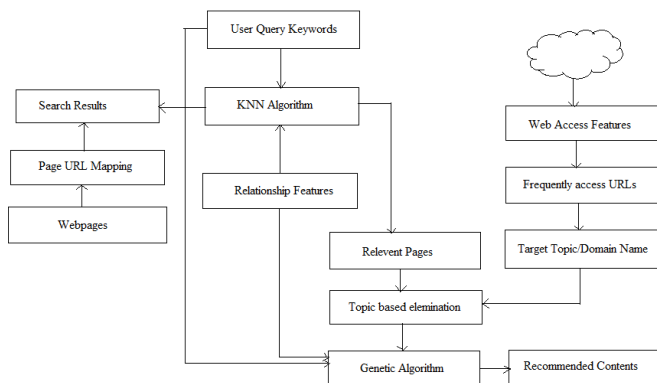 User Query Keywords
Search Results
KNN Algorithm
Web Access Features
Page URL Mapping
Relationship Features
Frequently access URLs
Webpages
Relevent Pages
Target Topic/Domain Name
Topic based elemination
Genetic Algorithm
Recommended Contents